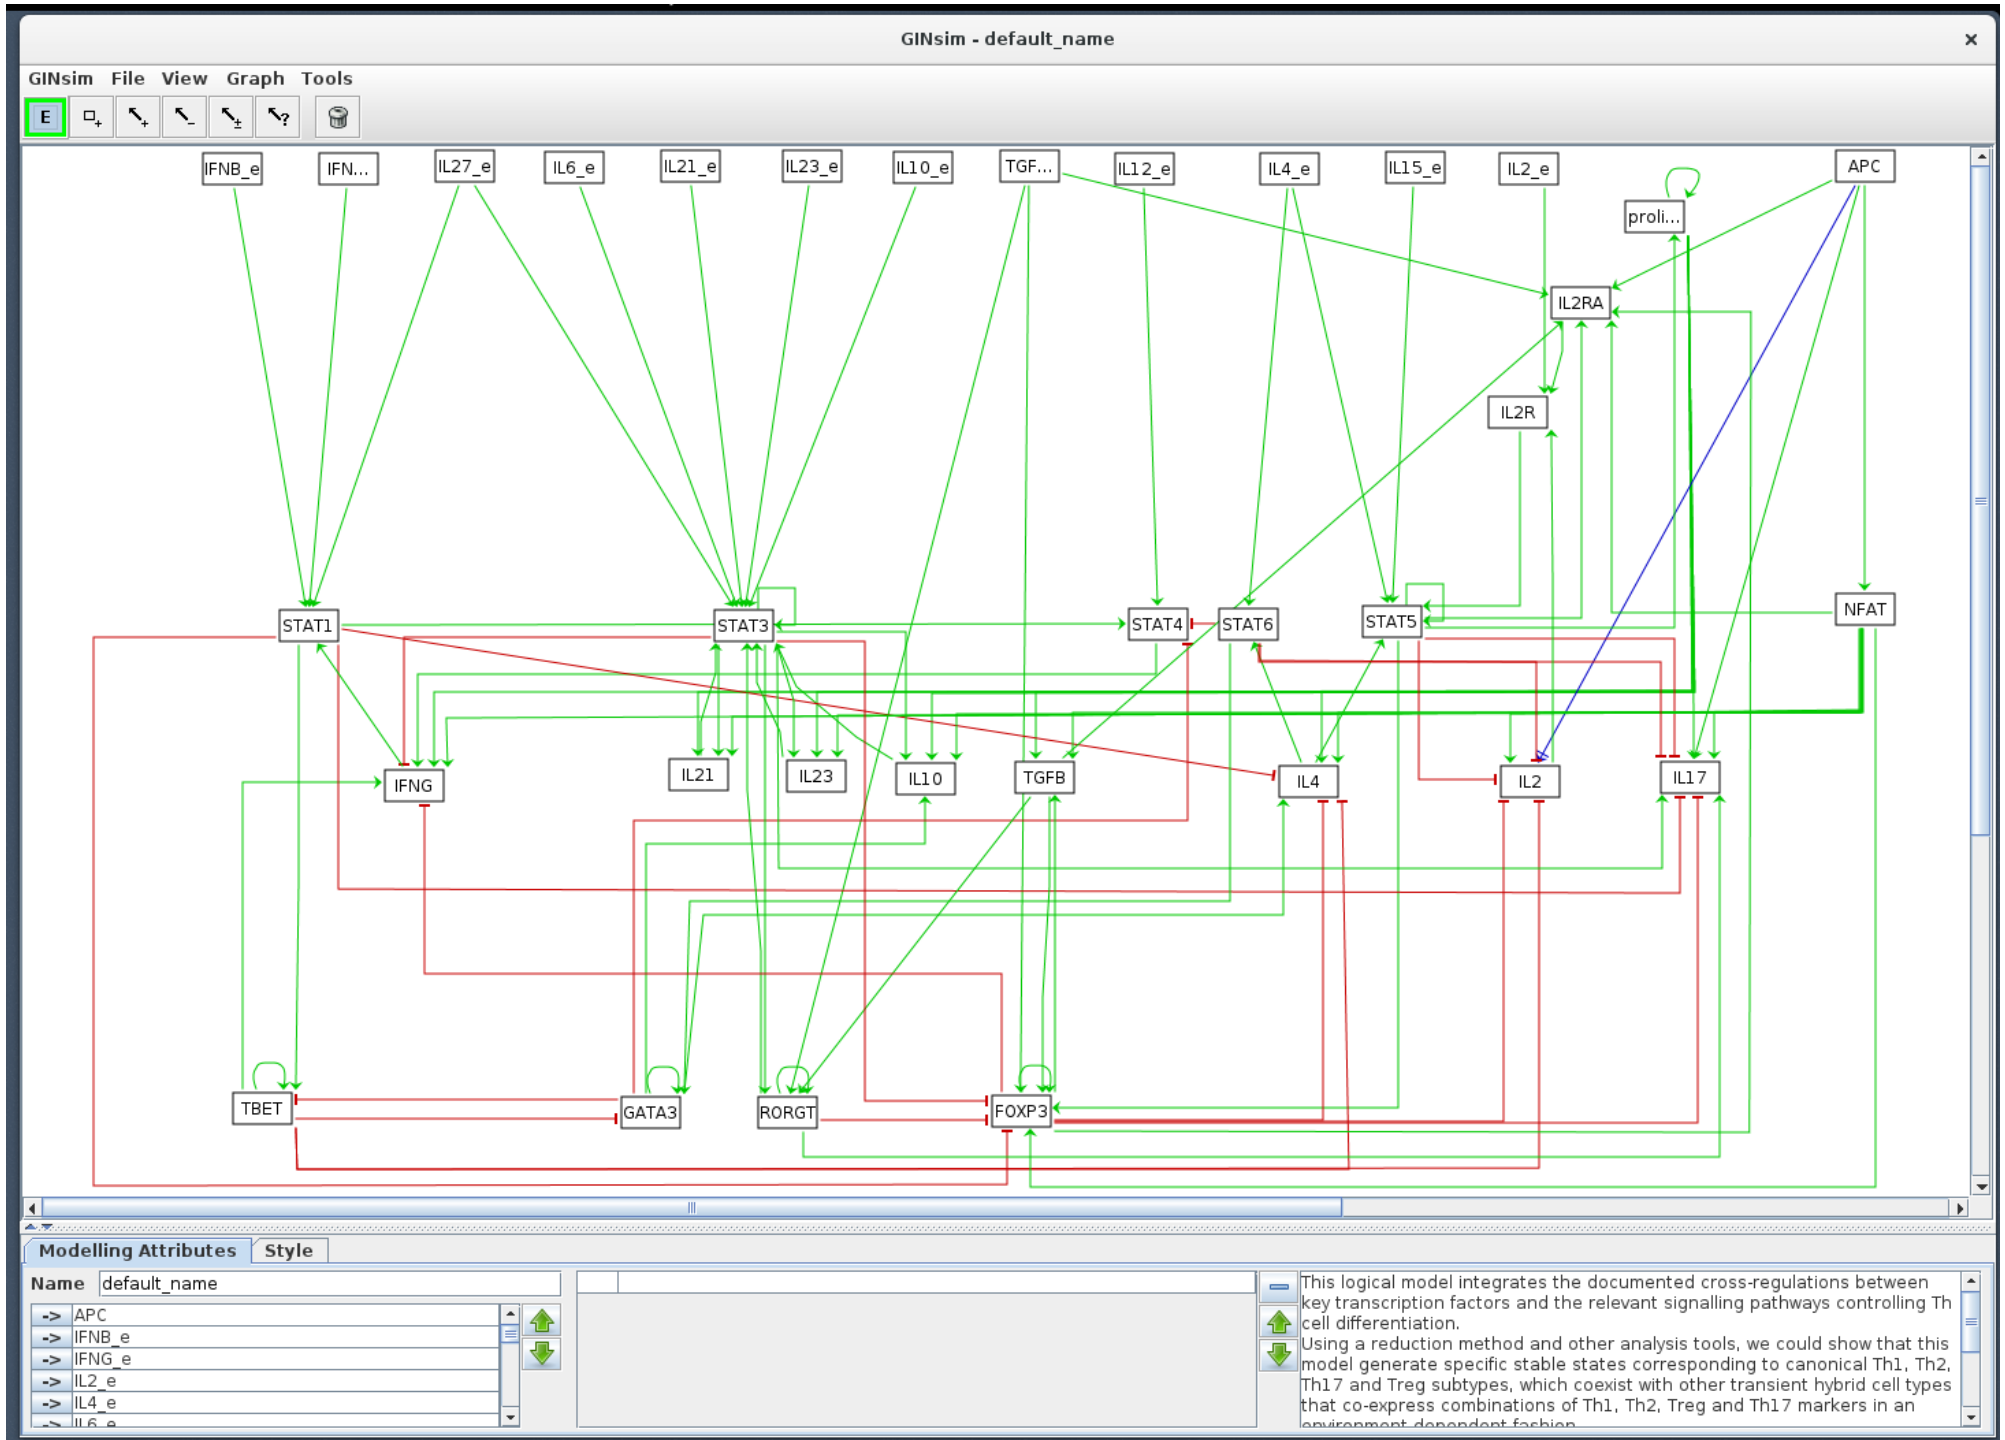 GINsim - default_name
GINsim File View Graph Tools
E
IFNB_e IFN... IL27_e IL6_e IL21_e IL23_e IL10_e TGF... IL12_e IL4_e IL15_e IL2_e APC
proli...
IL2RA
IL2R
STAT1 STAT3 STAT4 STAT6 STAT5 NFAT
IFNG IL21 IL23 IL10 TGFB IL4 IL2 IL17
TBET GATA3 RORGT FOXP3
Modelling Attributes Style
Name default_name
-> APC
-> IFNB_e
-> IFNG_e
-> IL2_e
-> IL4_e
-> IL6_e
This logical model integrates the documented cross-regulations between
key transcription factors and the relevant signalling pathways controlling Th
cell differentiation.
Using a reduction method and other analysis tools, we could show that this
model generate specific stable states corresponding to canonical Th1, Th2,
Th17 and Treg subtypes, which coexist with other transient hybrid cell types
that co-express combinations of Th1, Th2, Treg and Th17 markers in an
environment-dependent fashion.